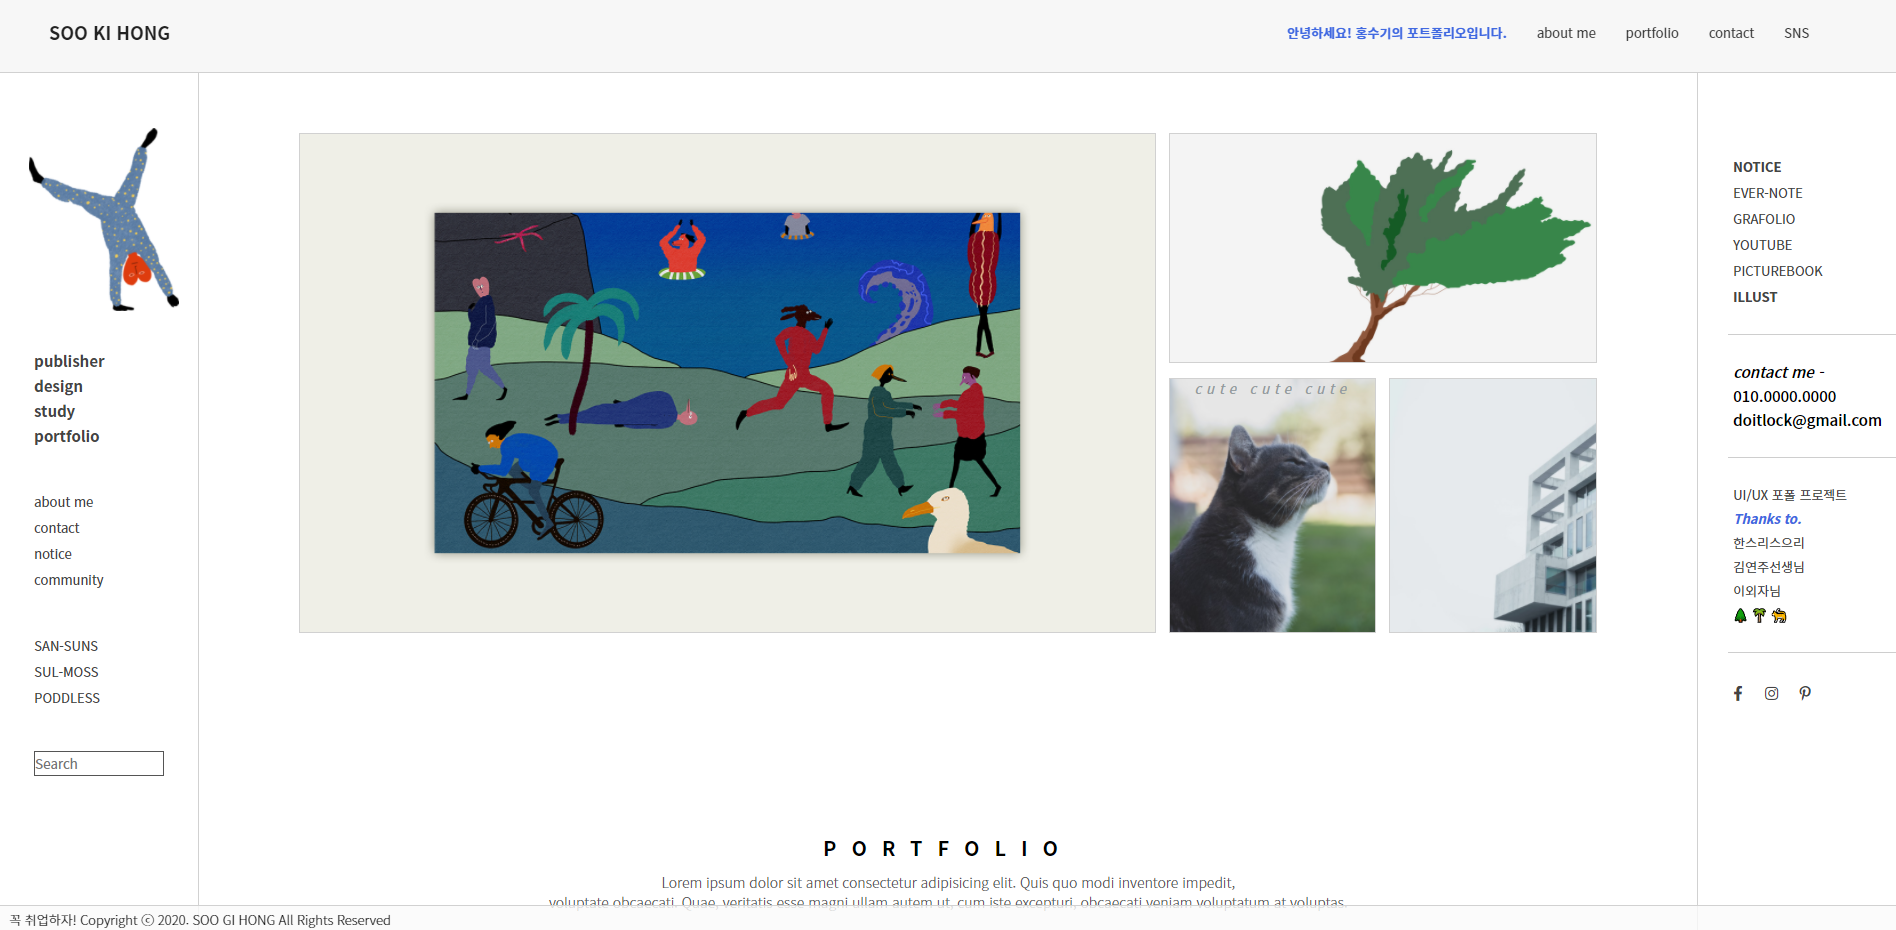 SOO KI HONG
안녕하세요! 홍수기의 포트폴리오입니다. about me portfolio contact SNS
publisher
design
study
portfolio
about me
contact
notice
community
SAN-SUNS
SUL-MOSS
PODDLESS
Search
cute cute cute
NOTICE
EVER-NOTE
GRAFOLIO
YOUTUBE
PICTUREBOOK
ILLUST
contact me -
010.0000.0000
doitlock@gmail.com
UI/UX 포폴 프로젝트
Thanks to.
한스리스으리
김연주선생님
이외자님
PORTFOLIO
Lorem ipsum dolor sit amet consectetur adipisicing elit. Quis quo modi inventore impedit,
voluptate obcaecati. Quae, veritatis esse magni ullam autem ut, cum iste excepturi, obcaecati veniam voluptatum at voluptas.
꼭 취업하자! Copyright ⓒ 2020. SOO GI HONG All Rights Reserved